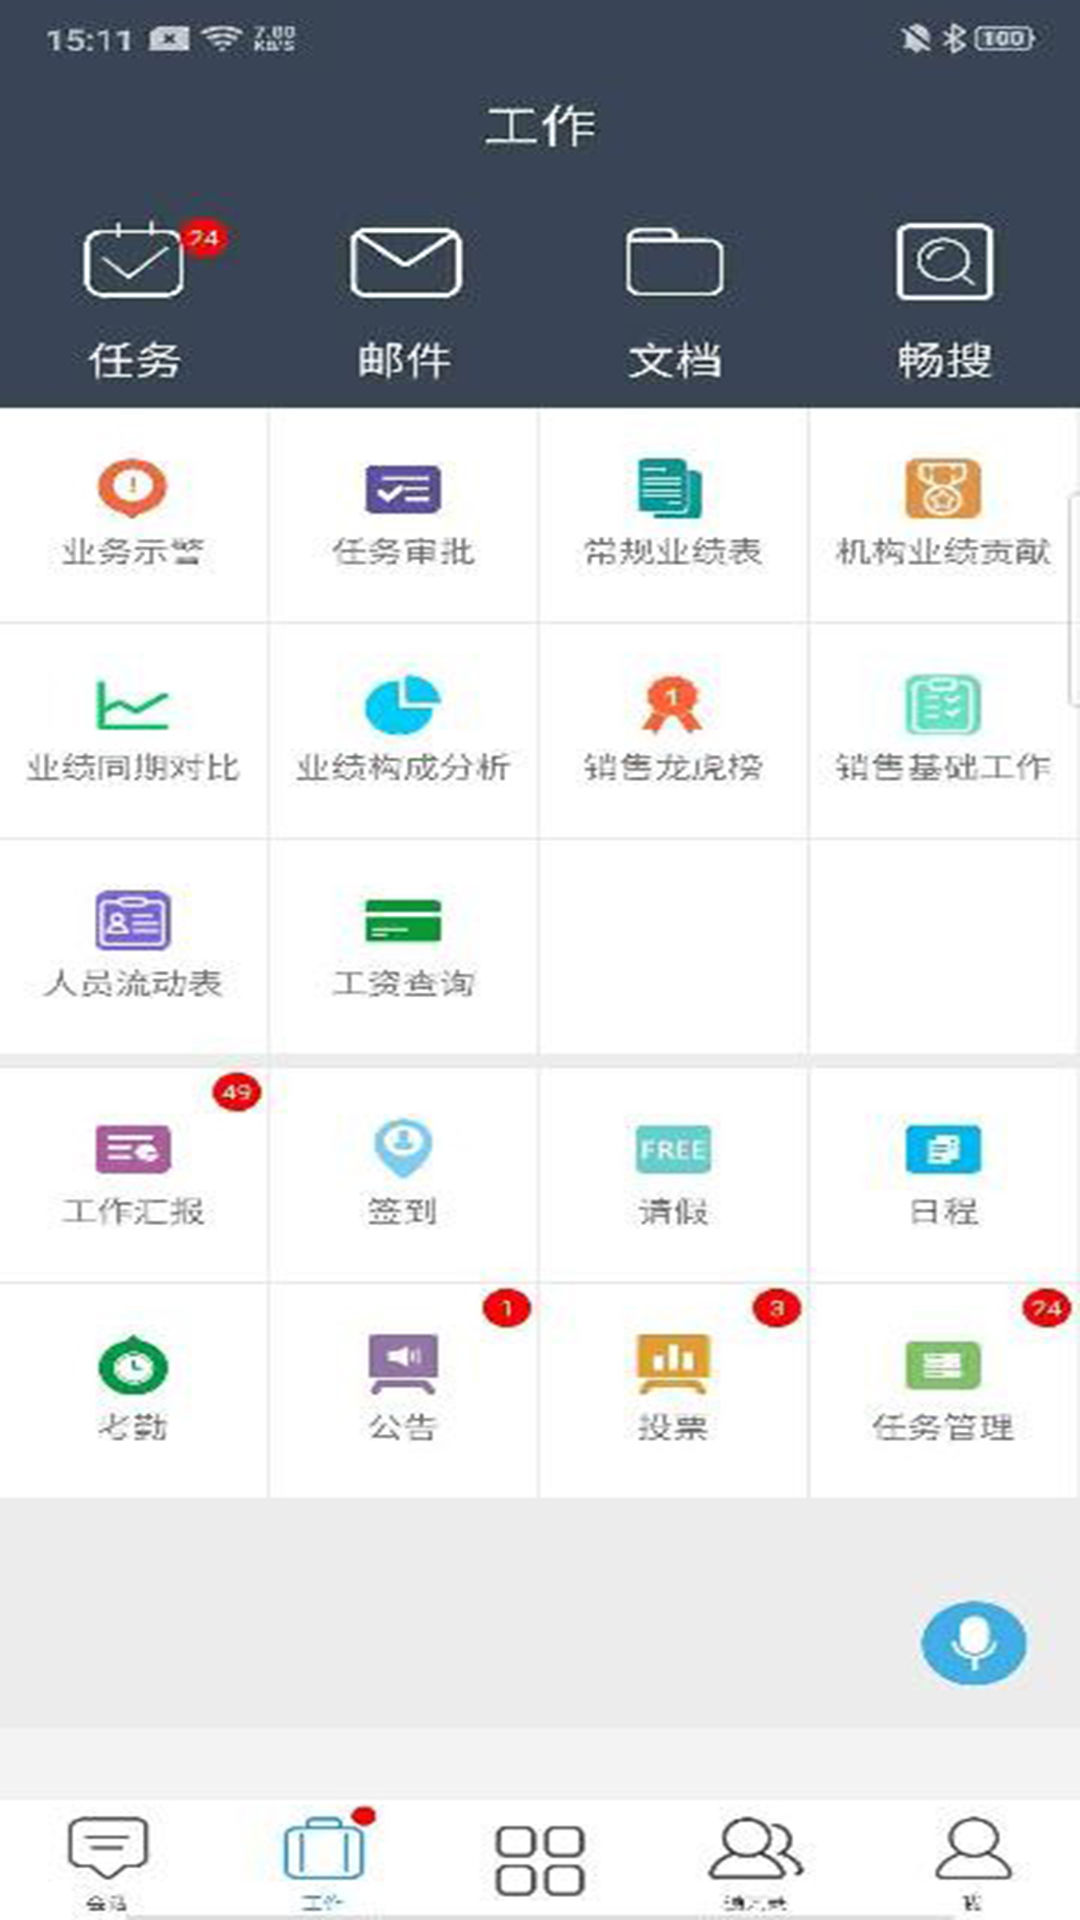 15:11 7.00 KB/S 100
工作
24
任务 邮件 文档 畅搜
业务示警 任务审批 常规业绩表 机构业绩贡献
1
业绩同期对比 业绩构成分析 销售龙虎榜 销售基础工作
人员流动表 工资查询
49
FREE
工作汇报 签到 请假 日程
1 3 24
考勤 公告 投票 任务管理
会话 工作 通讯录 我